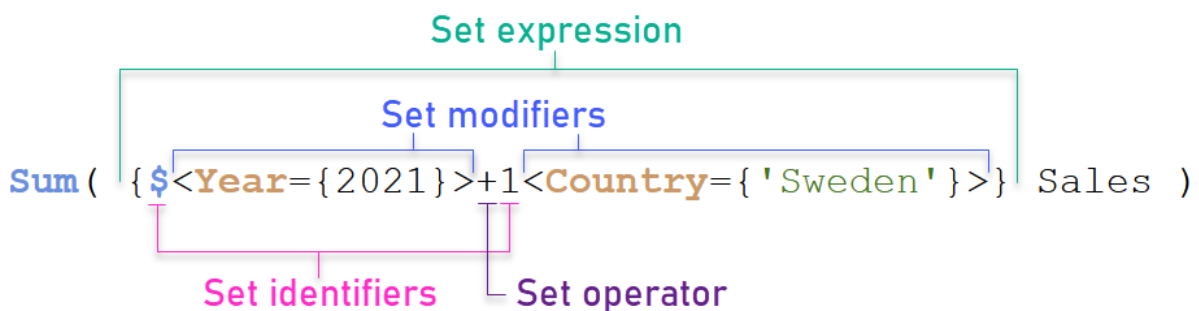 Set expression
Set modifiers
Sum( {$<Year={2021}>+1<Country={'Sweden'}>} Sales )
Set identifiers
Set operator